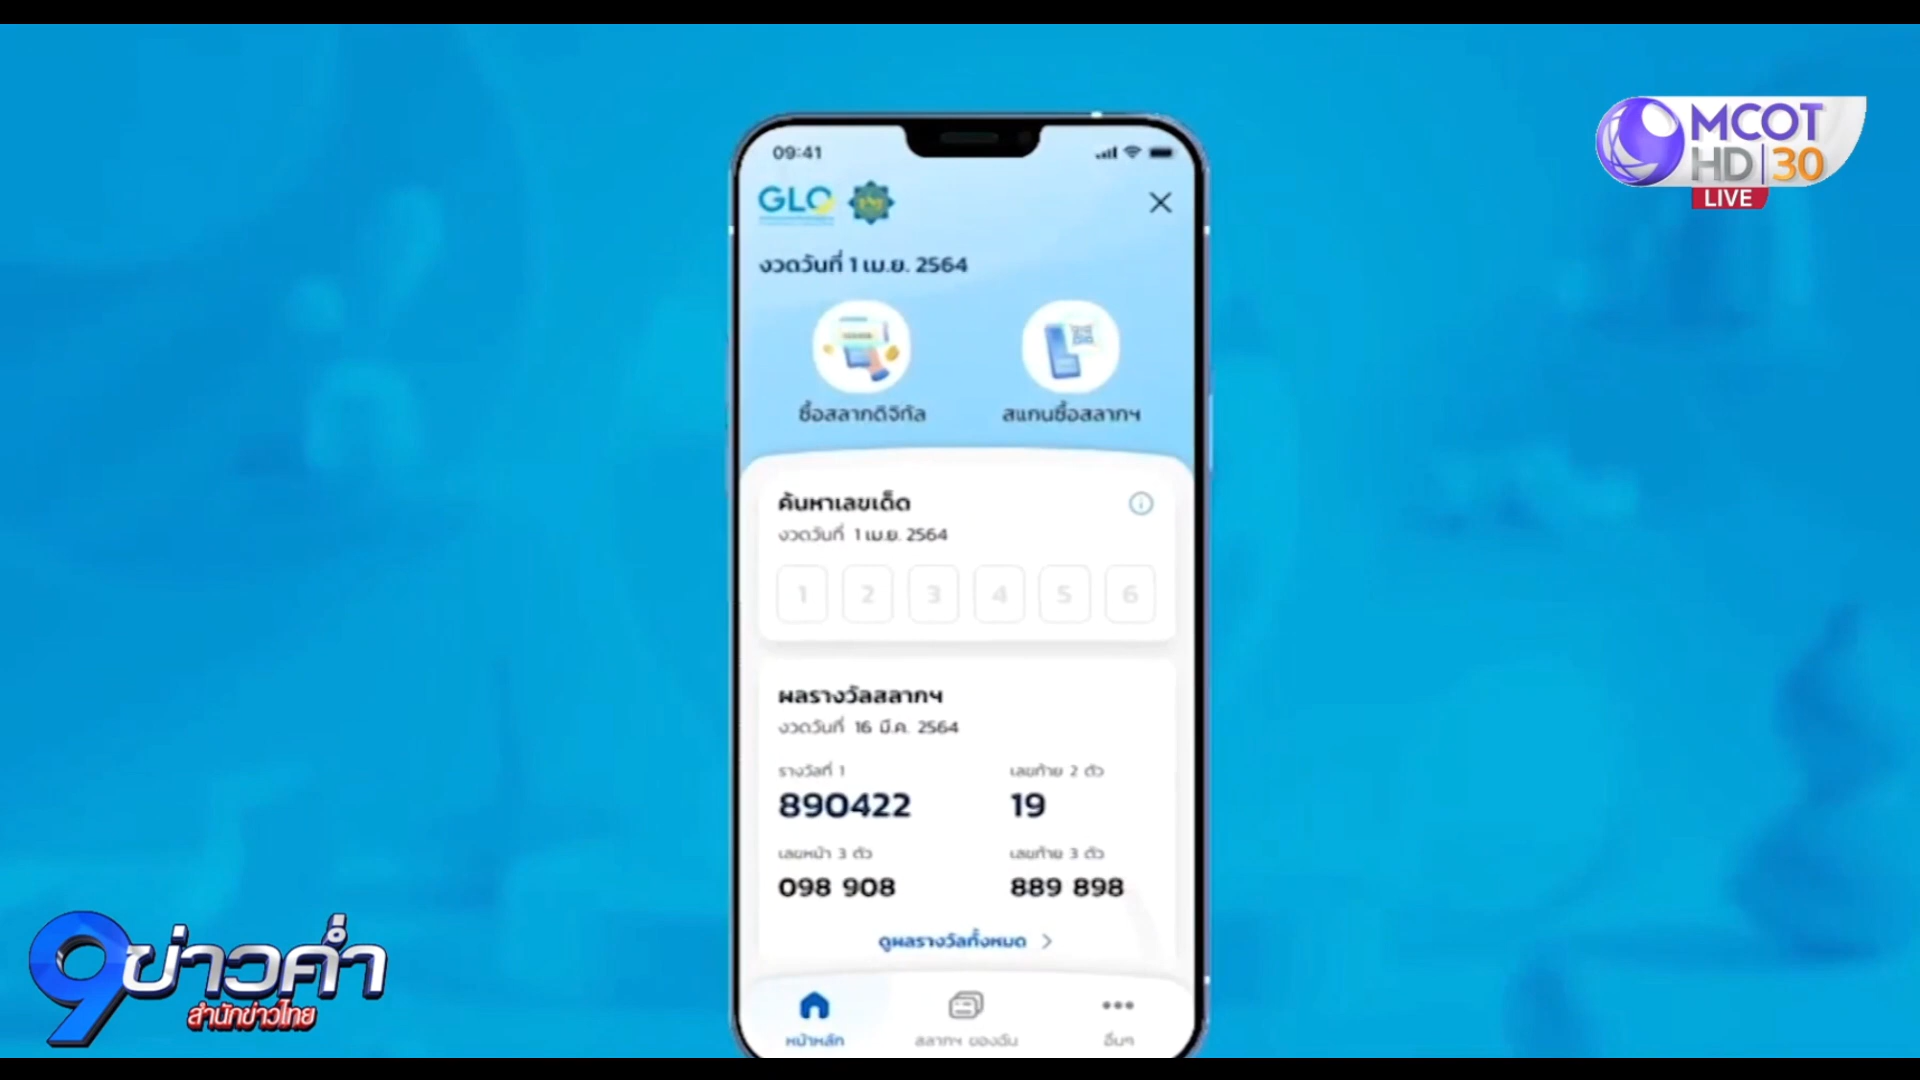 MCOT
HD 30
LIVE
09:41
GLO
งวดวันที่ 1 เม.ย. 2564
ซื้อสลากดิจิทัล
สแกนซื้อสลากฯ
ค้นหาเลขเด็ด
งวดวันที่ 1 เม.ย. 2564
1 2 3 4 5 6
ผลรางวัลสลากฯ
งวดวันที่ 16 มี.ค. 2564
รางวัลที่ 1
890422
เลขท้าย 2 ตัว
19
เลขหน้า 3 ตัว
098 908
เลขท้าย 3 ตัว
889 898
ดูผลรางวัลทั้งหมด
หน้าหลัก
สลากฯ ของฉัน
อื่นๆ
9 ข่าวค่ำ
สำนักข่าวไทย